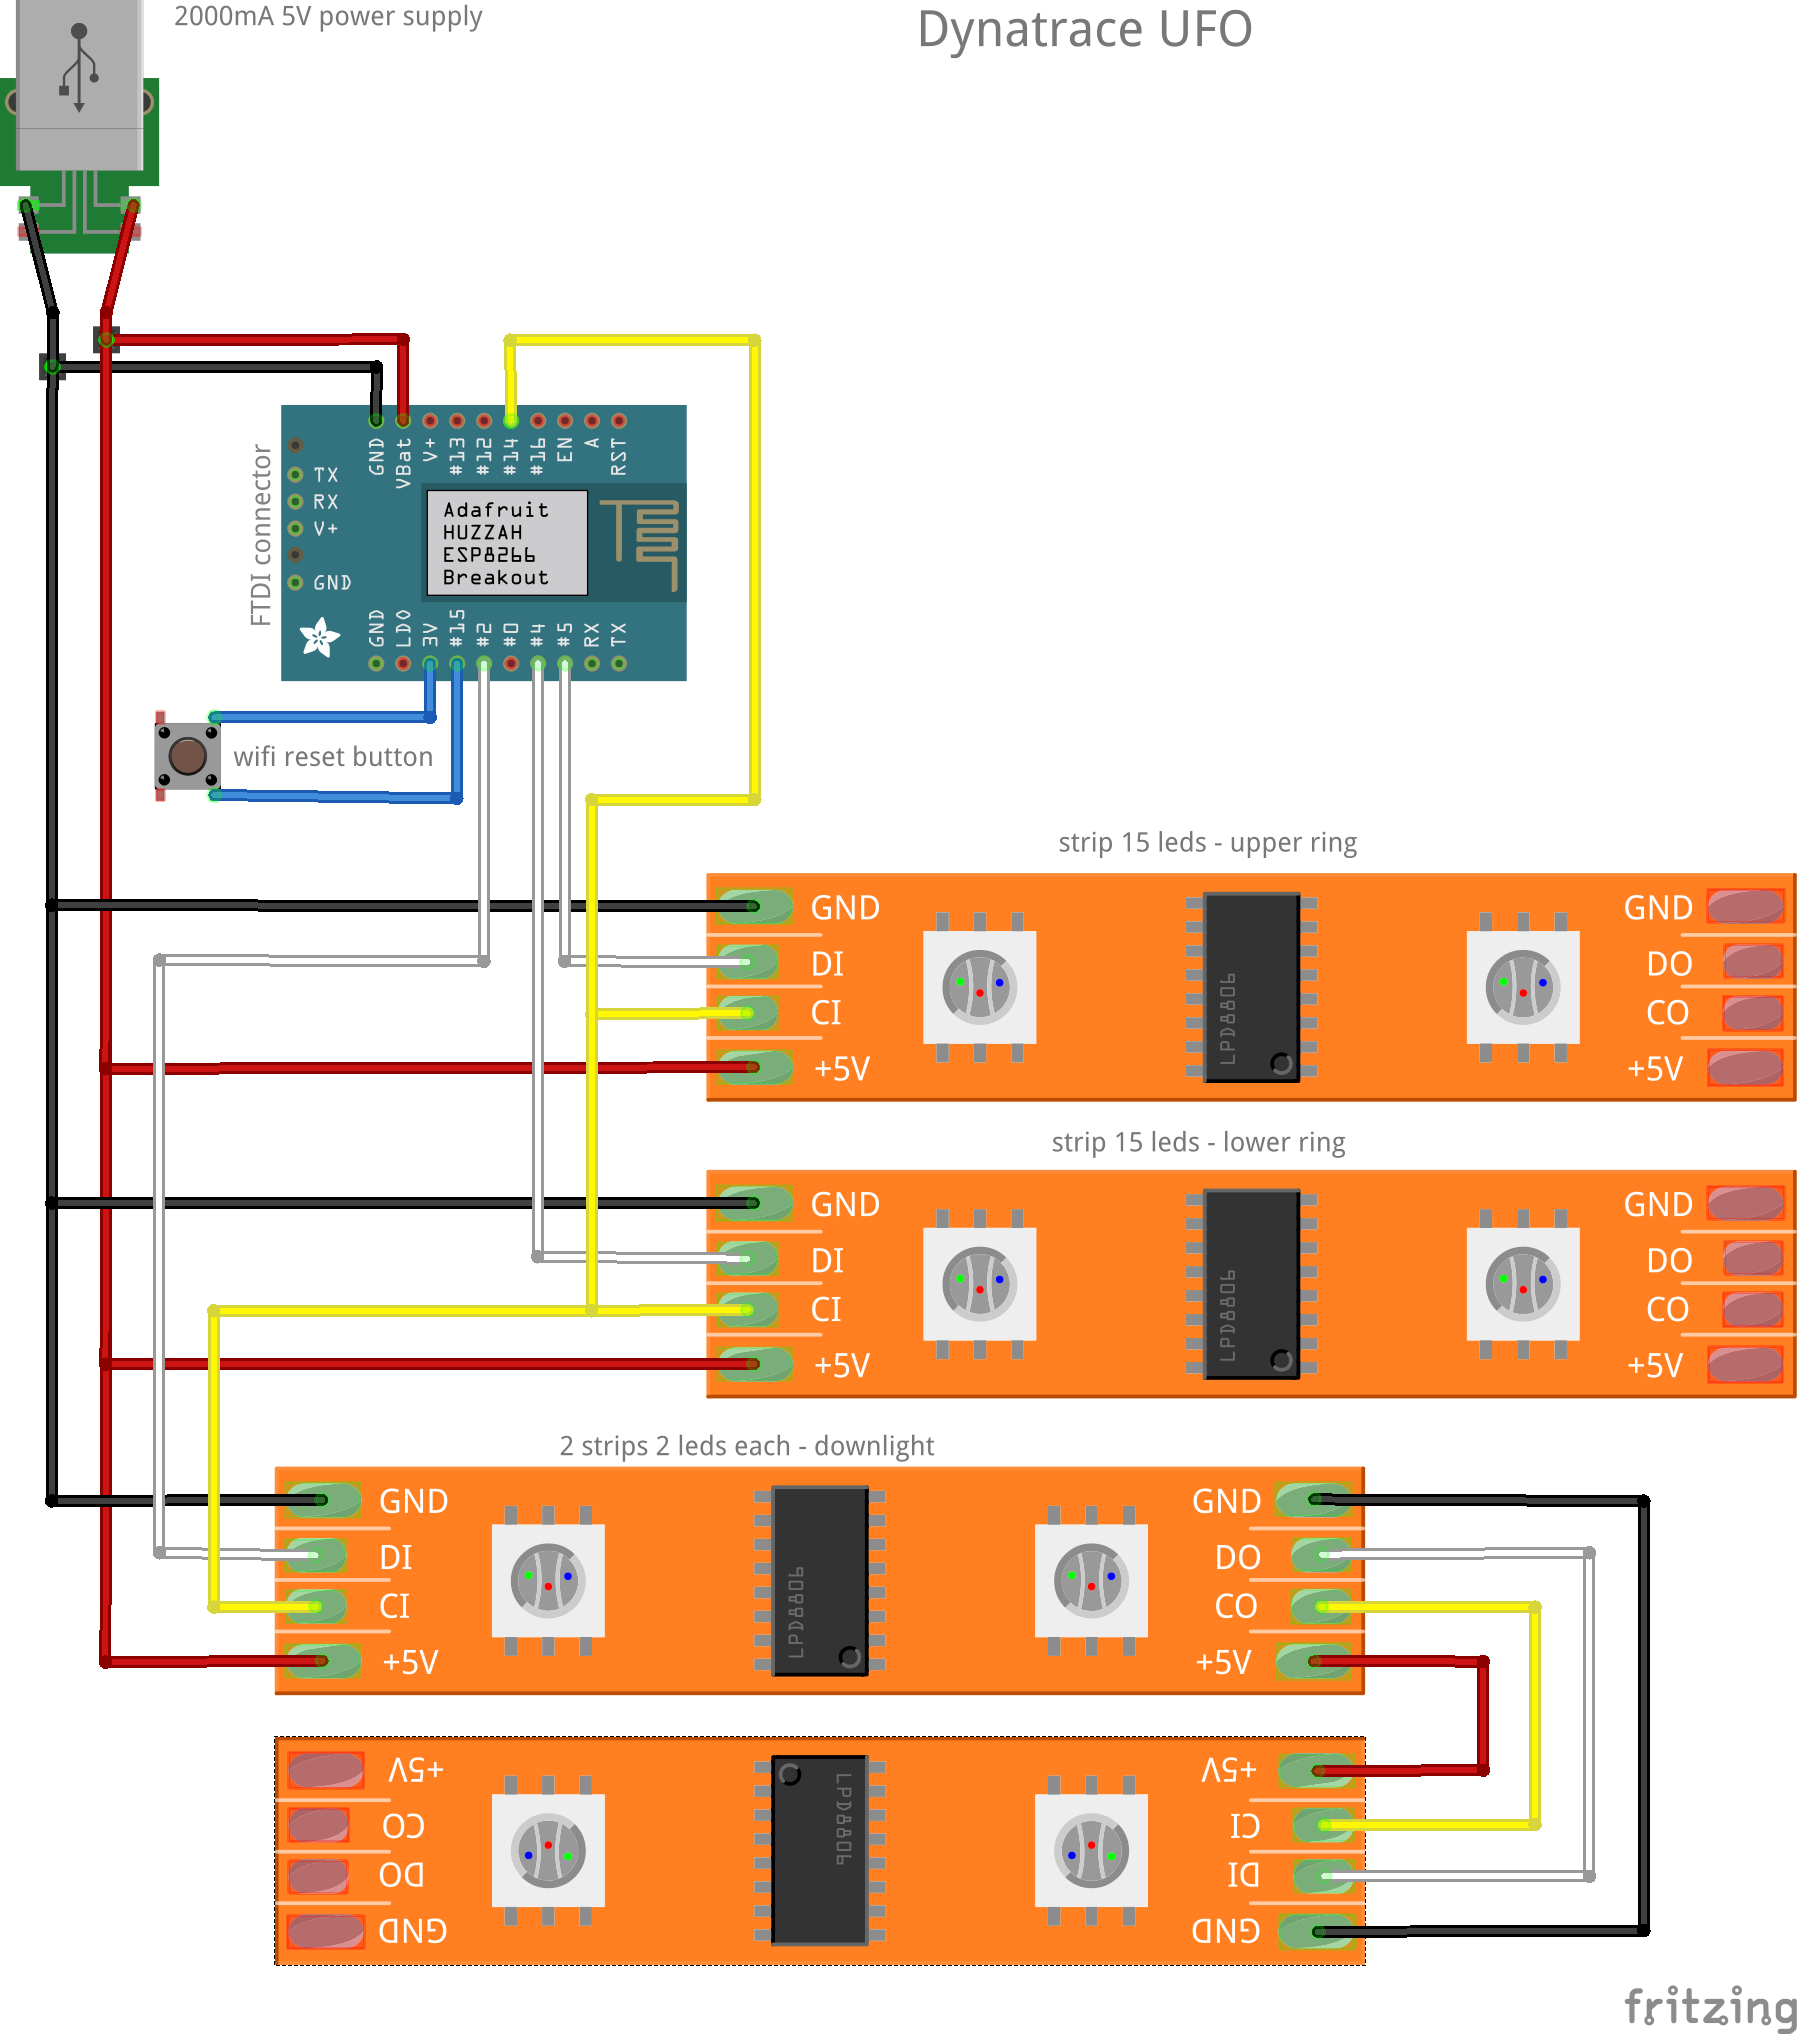 2000mA 5V power supply
Dynatrace UFO
GND
VBat
V+
#13
#12
#14
#16
EN
A
RST
FTDI connector
TX
RX
V+
GND
Adafruit
HUZZAH
ESP8266
Breakout
GND
LDO
3V
#15
#2
#0
#4
#5
RX
TX
wifi reset button
strip 15 leds - upper ring
GND
DI
CI
+5V
LPD8806
GND
DO
CO
+5V
strip 15 leds - lower ring
GND
DI
CI
+5V
LPD8806
GND
DO
CO
+5V
2 strips 2 leds each - downlight
GND
DI
CI
+5V
LPD8806
GND
DO
CO
+5V
+5V
CO
DO
GND
LPD8806
+5V
CI
DI
GND
fritzing